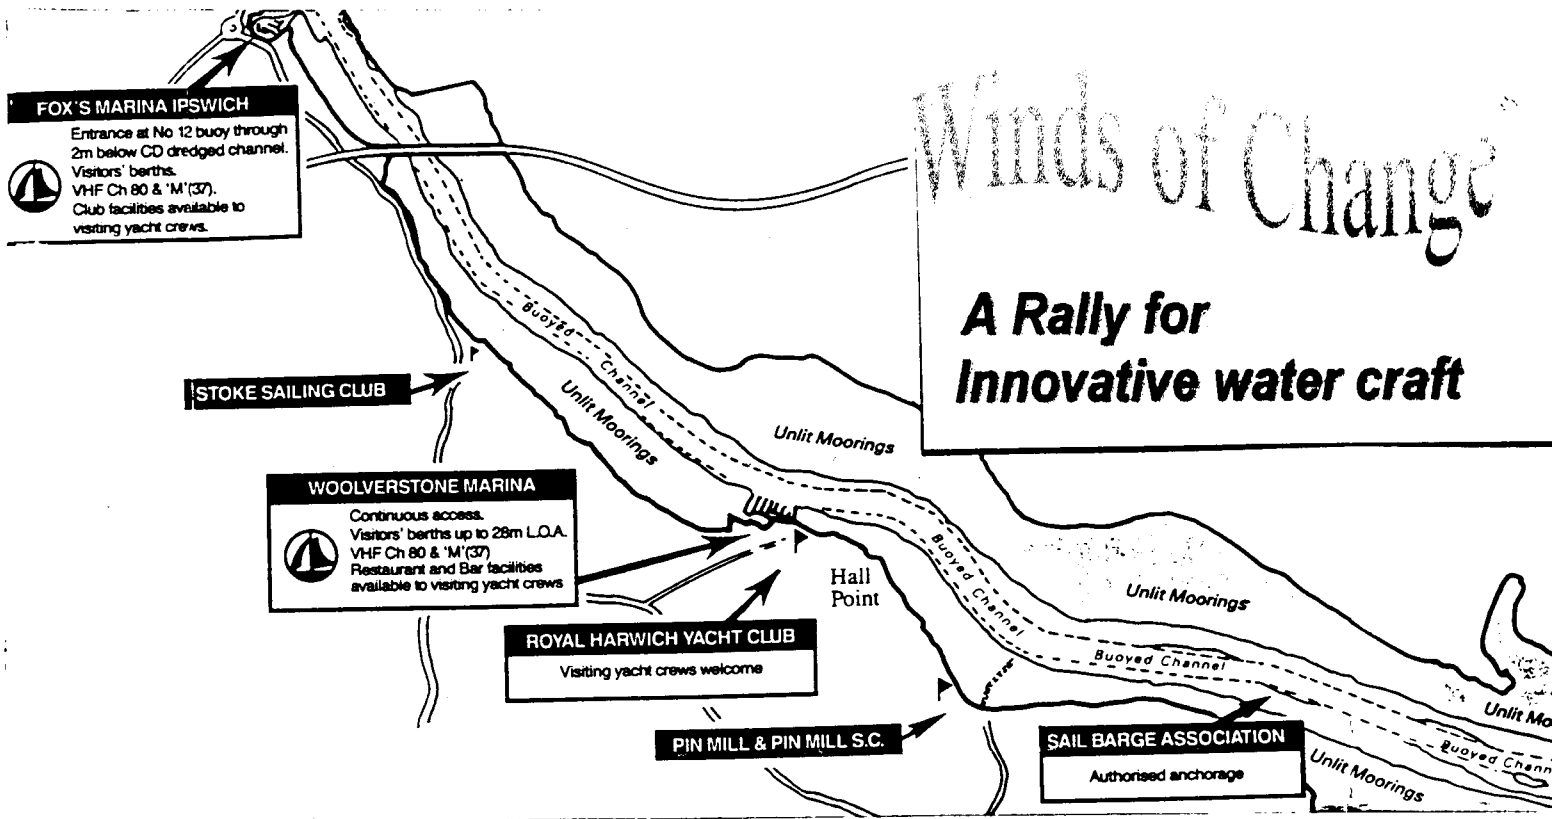 FOX'S MARINA IPSWICH
Entrance at No 12 buoy through
2m below CD dredged channel.
Visitors' berths.
VHF Ch 80 & 'M'(37).
Club facilities available to
visiting yacht crews.
Winds of Change
A Rally for
Innovative water craft
Buoyed Channel
Unlit Moorings
STOKE SAILING CLUB
Unlit Moorings
WOOLVERSTONE MARINA
Continuous access.
Visitors' berths up to 28m L.O.A.
VHF Ch 80 & 'M'(37)
Restaurant and Bar facilities
available to visiting yacht crews
Hall
Point
Buoyed Channel
Unlit Moorings
ROYAL HARWICH YACHT CLUB
Visiting yacht crews welcome
Buoyed Channel
PIN MILL & PIN MILL S.C.
SAIL BARGE ASSOCIATION
Authorised anchorage
Unlit Mo
Buoyed Chann
Unlit Moorings